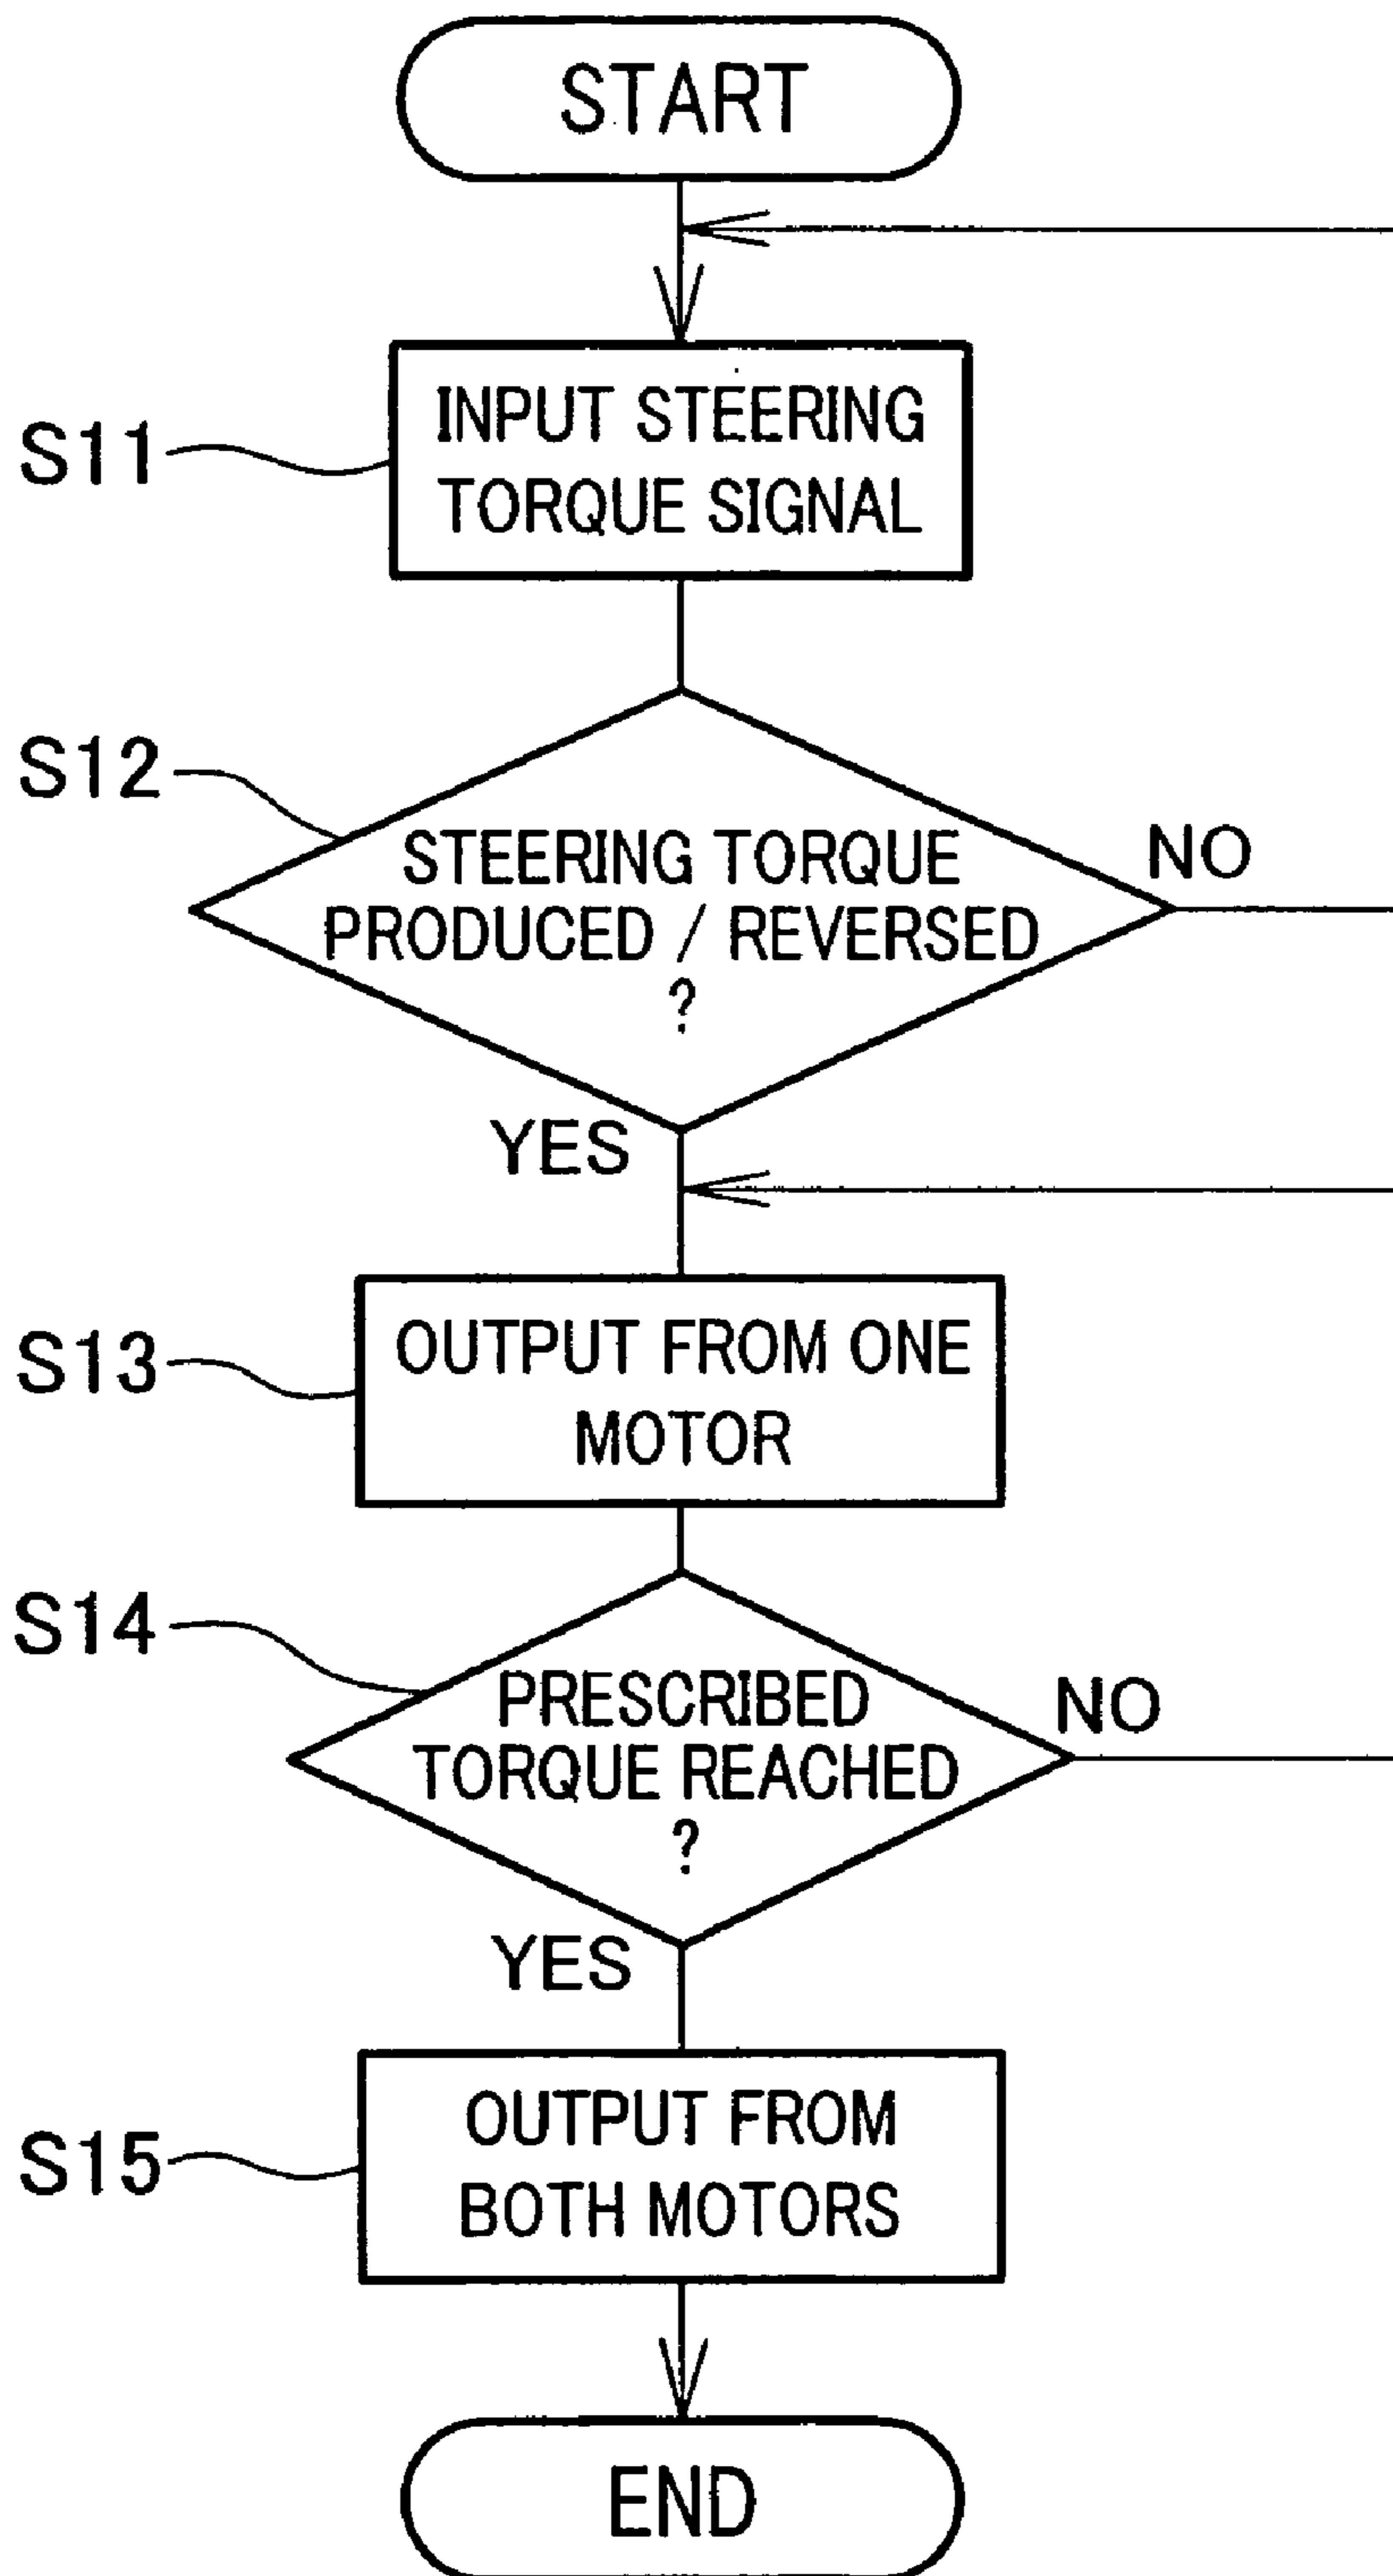 START
S11
INPUT STEERING
TORQUE SIGNAL
S12
STEERING TORQUE
PRODUCED / REVERSED
?
NO
YES
S13
OUTPUT FROM ONE
MOTOR
S14
PRESCRIBED
TORQUE REACHED
?
NO
YES
S15
OUTPUT FROM
BOTH MOTORS
END